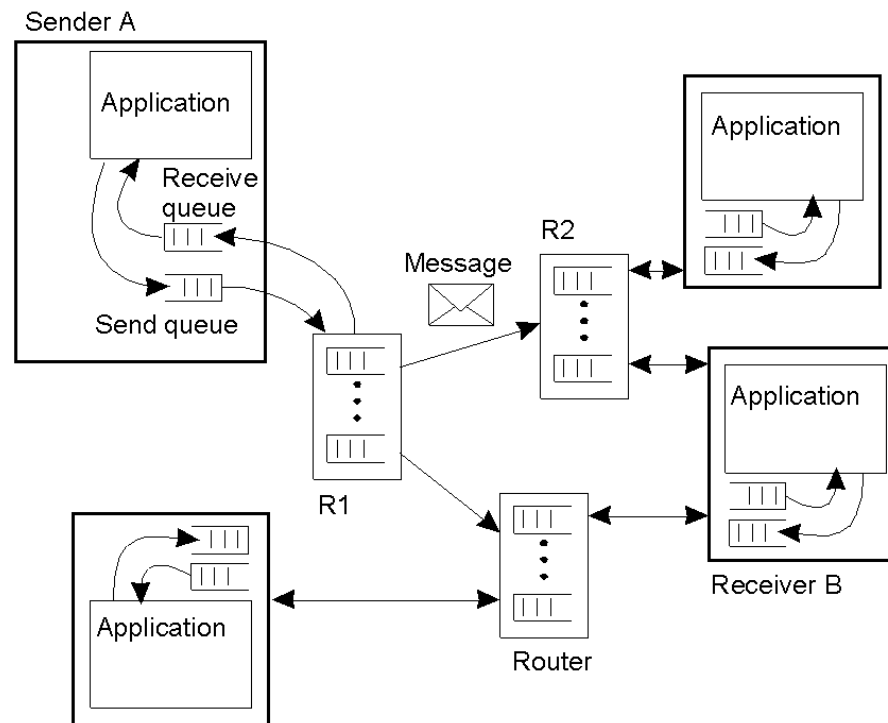 Sender A
Application
Receive
queue
Send queue
R1
Message
R2
Application
Application
Receiver B
Router
Application